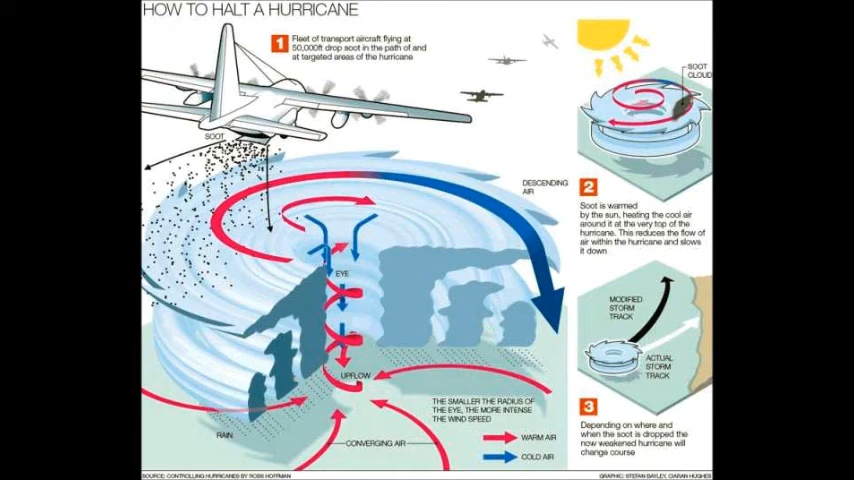 HOW TO HALT A HURRICANE
1
Fleet of transport aircraft flying at
50,000ft drop soot in the path of and
at targeted areas of the hurricane
SOOT
DESCENDING
AIR
EYE
UPFLOW
THE SMALLER THE RADIUS OF
THE EYE, THE MORE INTENSE
THE WIND SPEED
RAIN
CONVERGING AIR
WARM AIR
COLD AIR
SOOT
CLOUD
2
Soot is warmed
by the sun, heating the cool air
around it at the very top of the
hurricane. This reduces the flow of
air within the hurricane and slows
it down
MODIFIED
STORM
TRACK
ACTUAL
STORM
TRACK
3
Depending on where and
when the soot is dropped the
now weakened hurricane will
change course
SOURCE: CONTROLLING HURRICANES BY ROSS HOFFMAN
GRAPHIC: STEFAN BAYLEY, CIARAN HUGHES